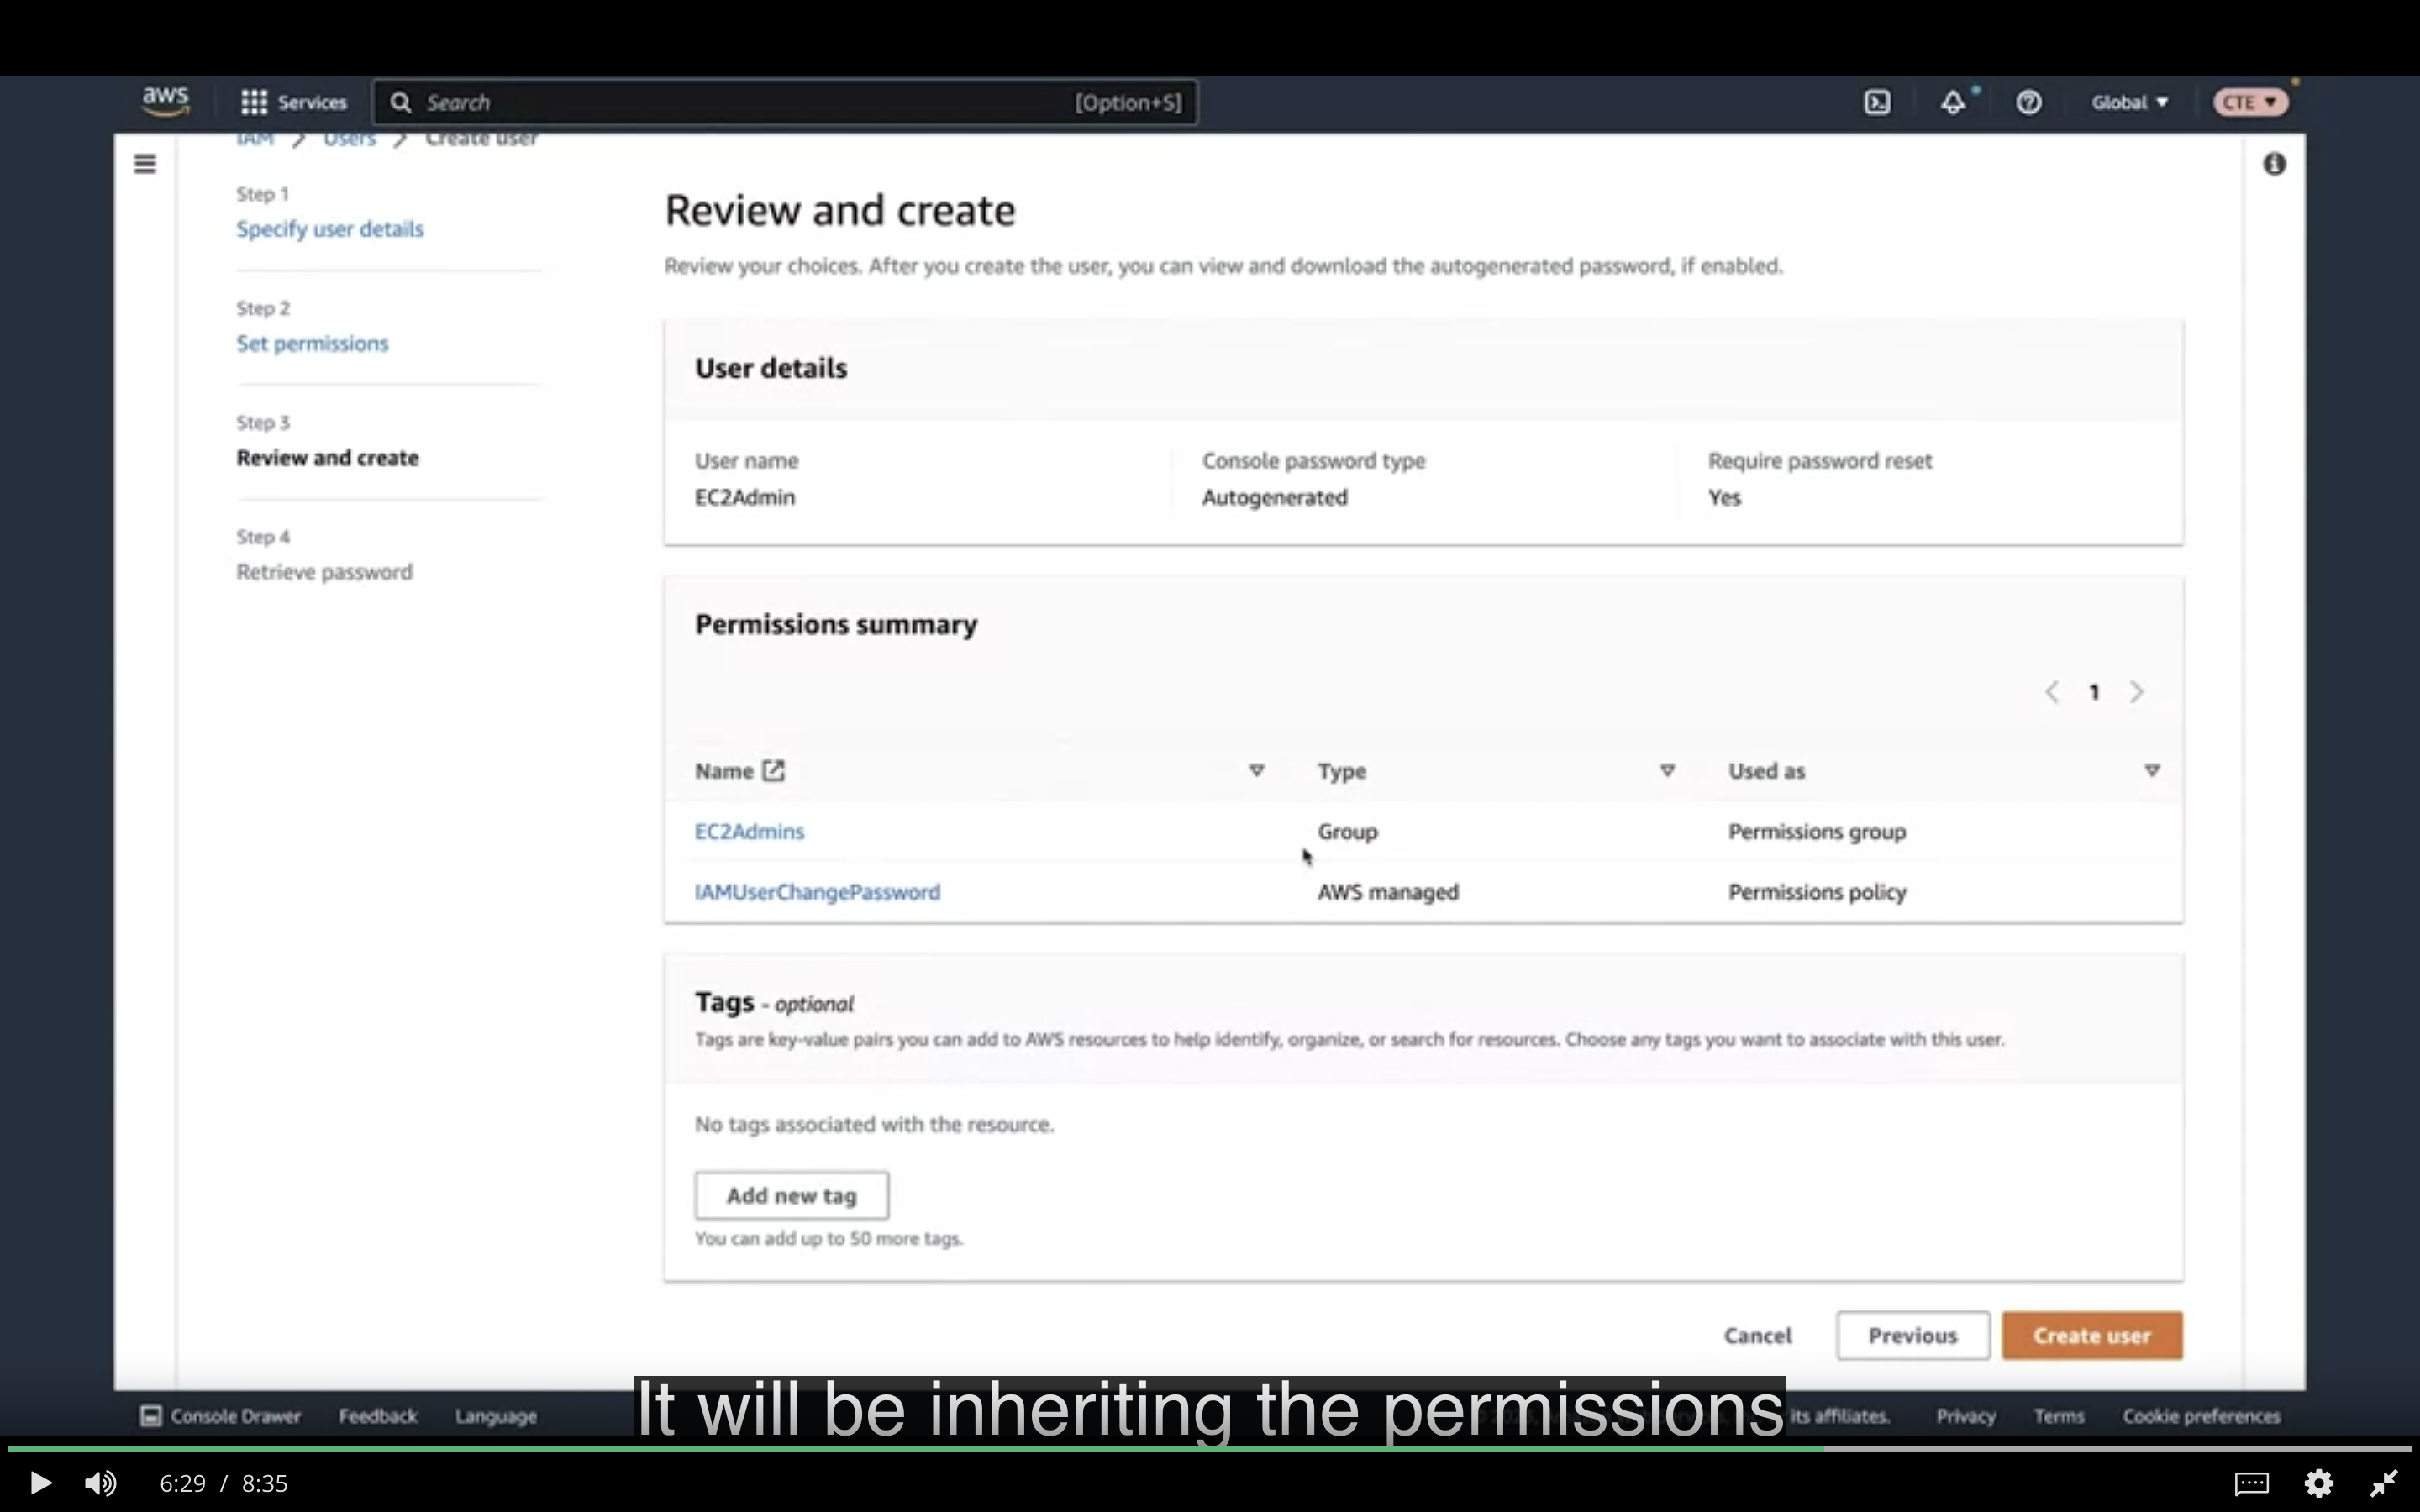 aws
Services
Search
[Option+S]
Global
CTE
IAM > Users > Create user
Step 1
Specify user details
Step 2
Set permissions
Step 3
Review and create
Step 4
Retrieve password
Review and create
Review your choices. After you create the user, you can view and download the autogenerated password, if enabled.
User details
User name
EC2Admin
Console password type
Autogenerated
Require password reset
Yes
Permissions summary
1
Name
Type
Used as
EC2Admins
Group
Permissions group
IAMUserChangePassword
AWS managed
Permissions policy
Tags - optional
Tags are key-value pairs you can add to AWS resources to help identify, organize, or search for resources. Choose any tags you want to associate with this user.
No tags associated with the resource.
Add new tag
You can add up to 50 more tags.
Cancel
Previous
Create user
It will be inheriting the permissions
Console Drawer
Feedback
Language
its affiliates.
Privacy
Terms
Cookie preferences
6:29 / 8:35